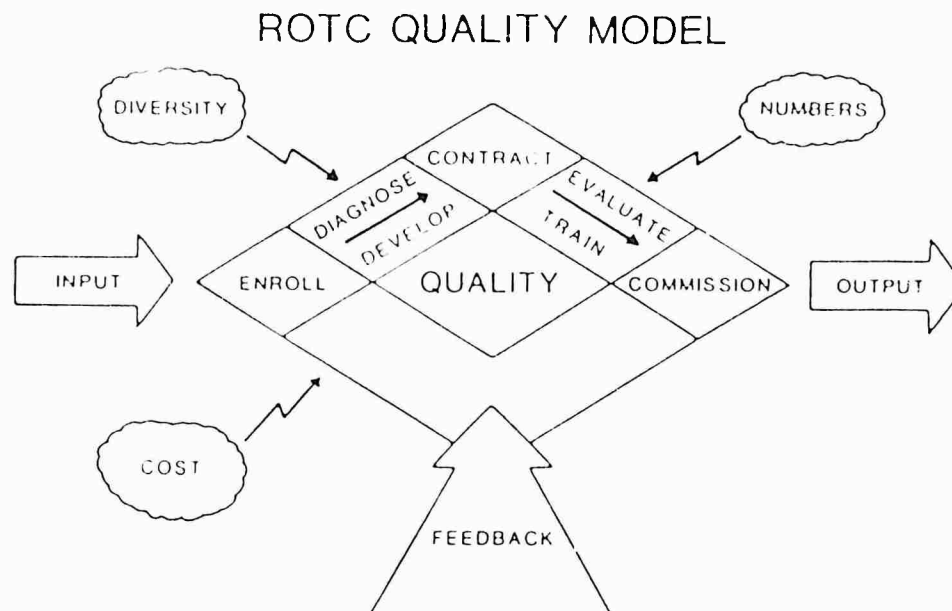 ROTC QUALITY MODEL
DIVERSITY
NUMBERS
CONTRACT
DIAGNOSE
DEVELOP
EVALUATE
TRAIN
INPUT
ENROLL
QUALITY
COMMISSION
OUTPUT
COST
FEEDBACK